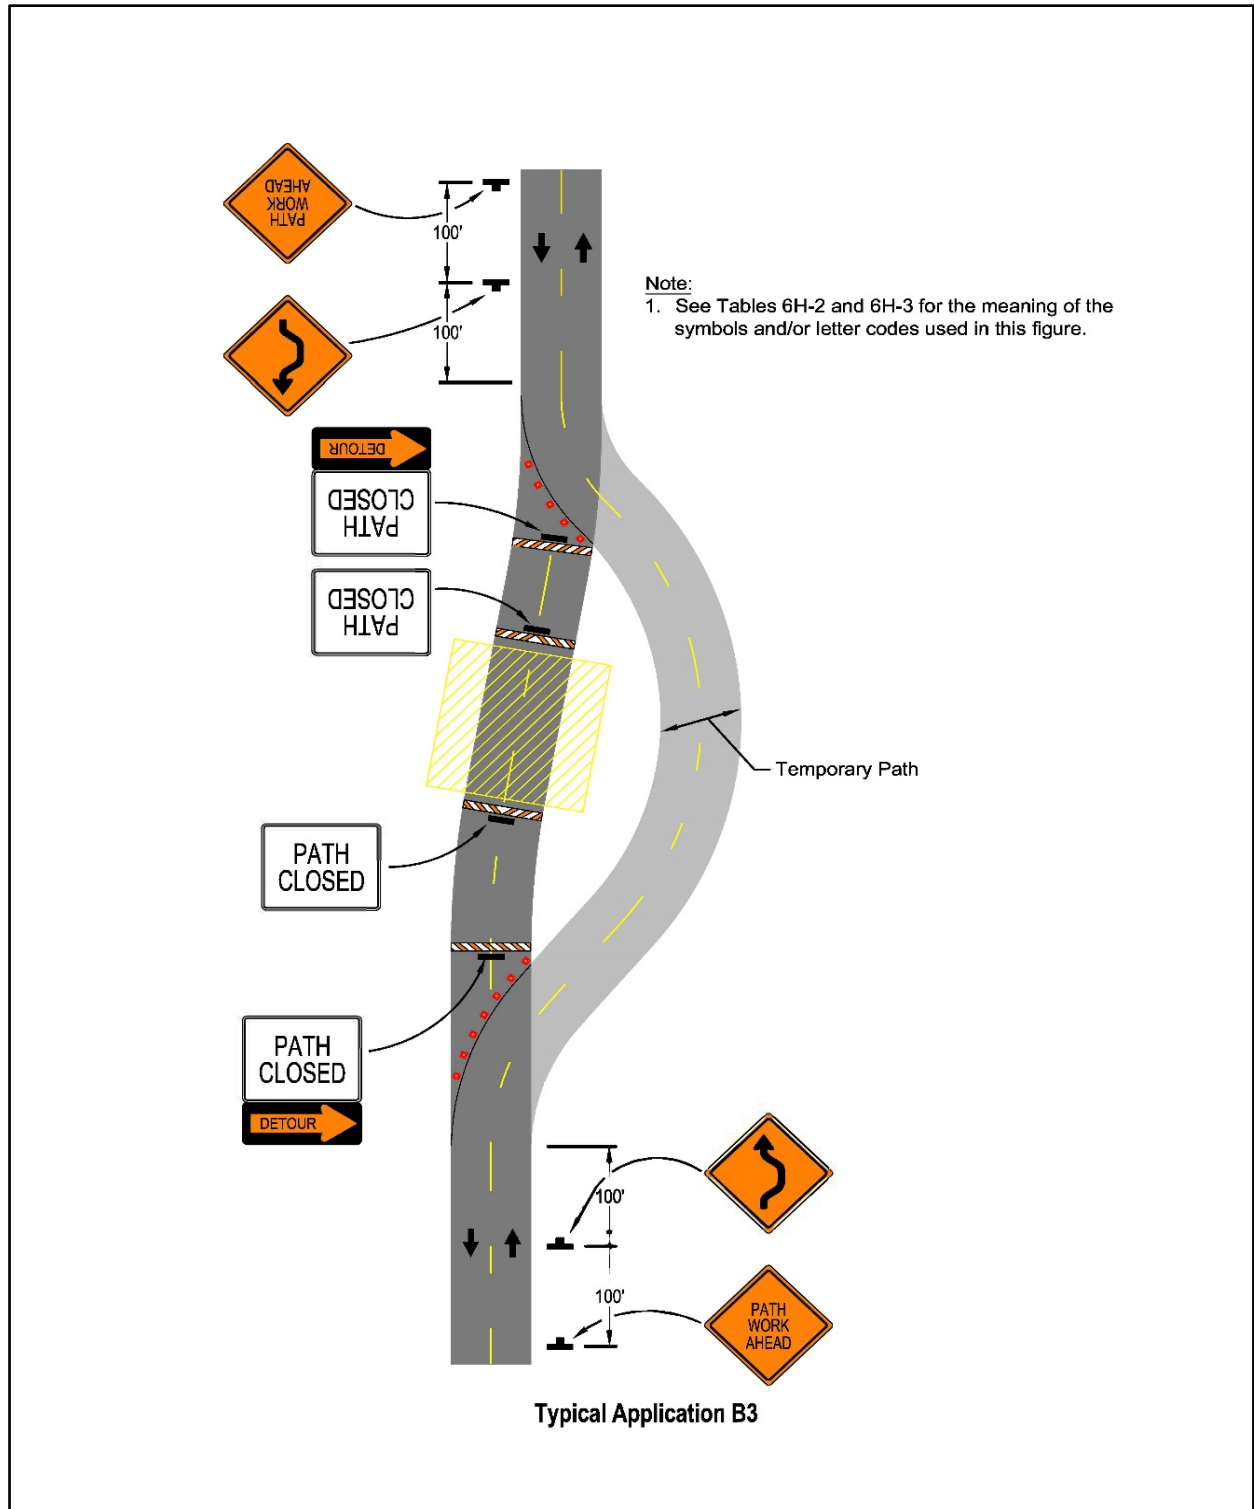 PATH
WORK
AHEAD
100'
100'
Note:
1. See Tables 6H-2 and 6H-3 for the meaning of the
symbols and/or letter codes used in this figure.
DETOUR
PATH
CLOSED
PATH
CLOSED
Temporary Path
PATH
CLOSED
PATH
CLOSED
DETOUR
100'
100'
PATH
WORK
AHEAD
Typical Application B3